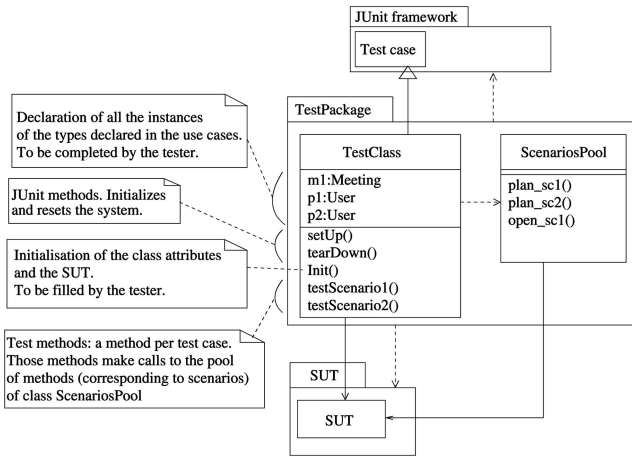 JUnit framework
Test case
TestPackage
Declaration of all the instances
of the types declared in the use cases.
To be completed by the tester.
TestClass
m1:Meeting
p1:User
p2:User
setUp()
tearDown()
Init()
testScenario1()
testScenario2()
ScenariosPool
plan_sc1()
plan_sc2()
open_sc1()
JUnit methods. Initializes
and resets the system.
Initialisation of the class attributes
and the SUT.
To be filled by the tester.
Test methods: a method per test case.
Those methods make calls to the pool
of methods (corresponding to scenarios)
of class ScenariosPool
SUT
SUT